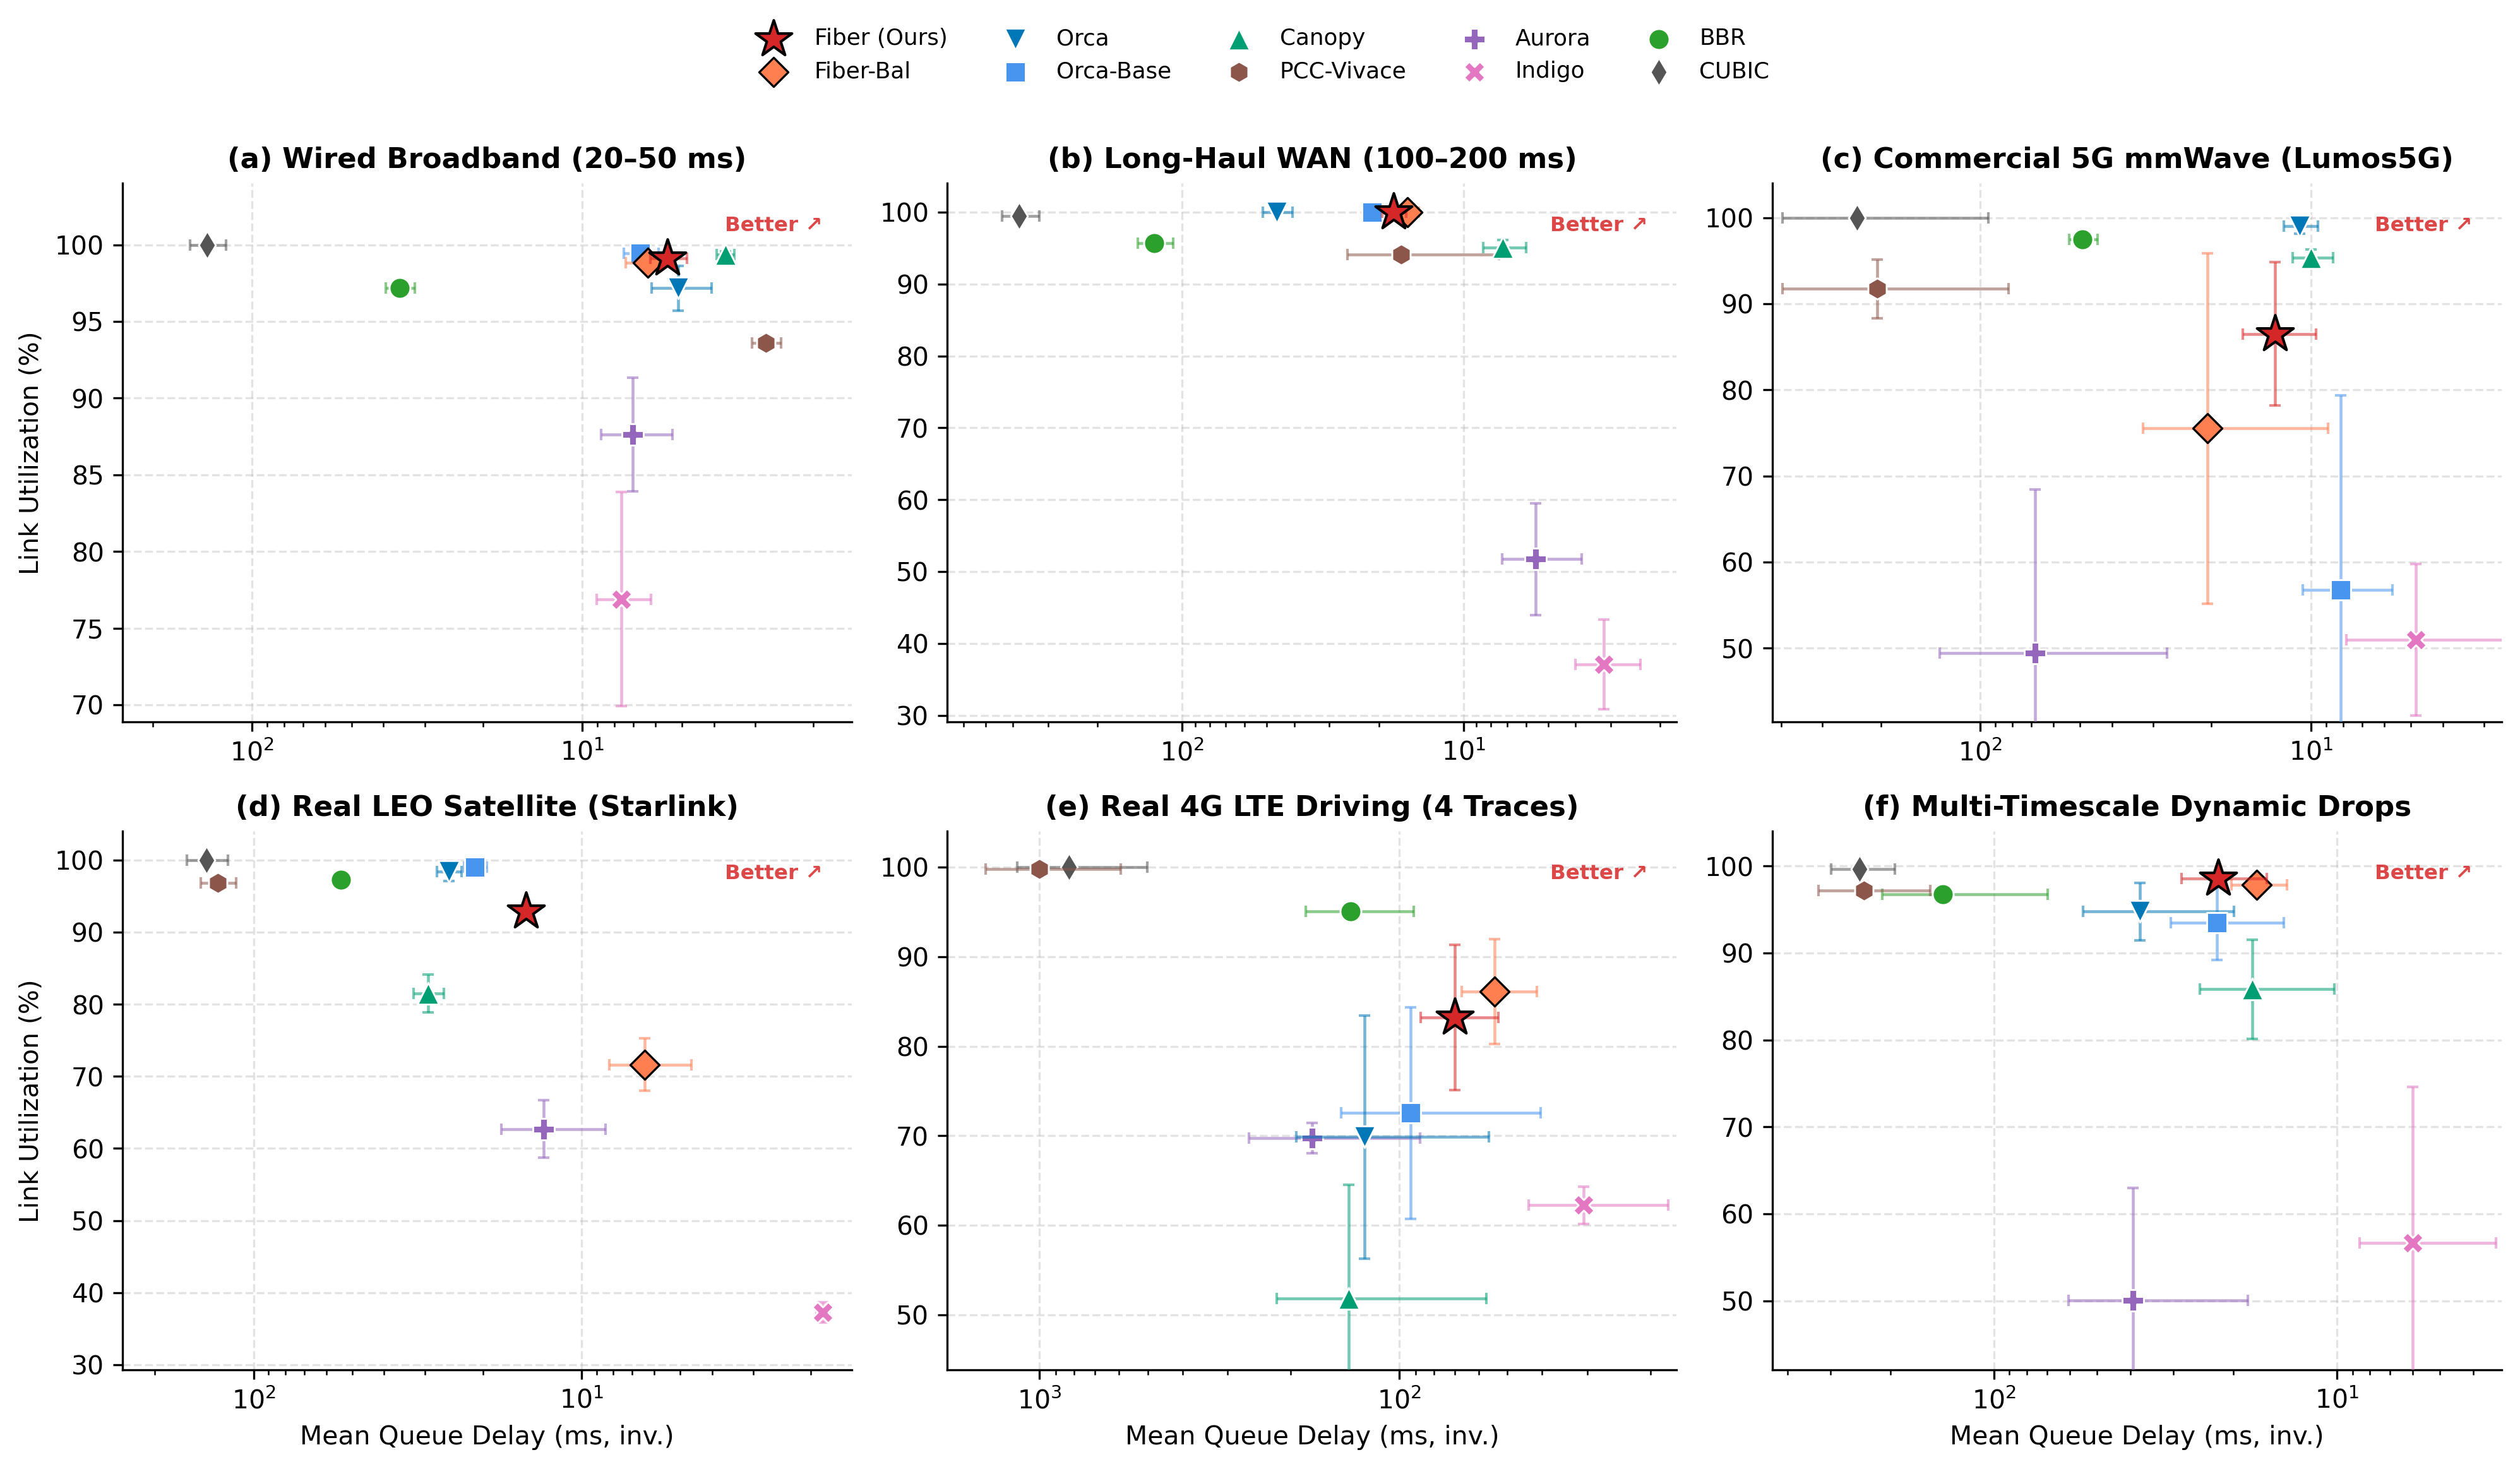 Fiber (Ours)
Orca
Canopy
Aurora
BBR
Fiber-Bal
Orca-Base
PCC-Vivace
Indigo
CUBIC
(a) Wired Broadband (20–50 ms)
Better ↗
Link Utilization (%)
100
95
90
85
80
75
70
10²
10¹
(b) Long-Haul WAN (100–200 ms)
Better ↗
100
90
80
70
60
50
40
30
10²
10¹
(c) Commercial 5G mmWave (Lumos5G)
Better ↗
100
90
80
70
60
50
10²
10¹
(d) Real LEO Satellite (Starlink)
Better ↗
Link Utilization (%)
100
90
80
70
60
50
40
30
10²
10¹
Mean Queue Delay (ms, inv.)
(e) Real 4G LTE Driving (4 Traces)
Better ↗
100
90
80
70
60
50
10³
10²
Mean Queue Delay (ms, inv.)
(f) Multi-Timescale Dynamic Drops
Better ↗
100
90
80
70
60
50
10²
10¹
Mean Queue Delay (ms, inv.)